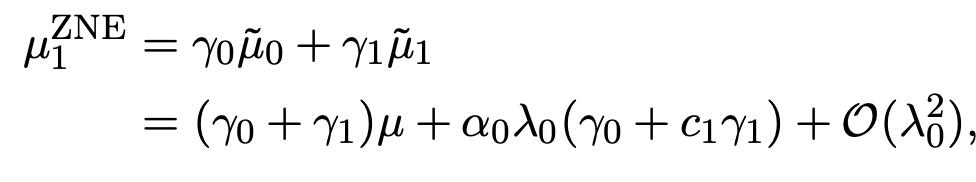 μ₁^ZNE = γ₀μ̃₀ + γ₁μ̃₁
= (γ₀ + γ₁)μ + α₀λ₀(γ₀ + c₁γ₁) + 𝒪(λ₀²),